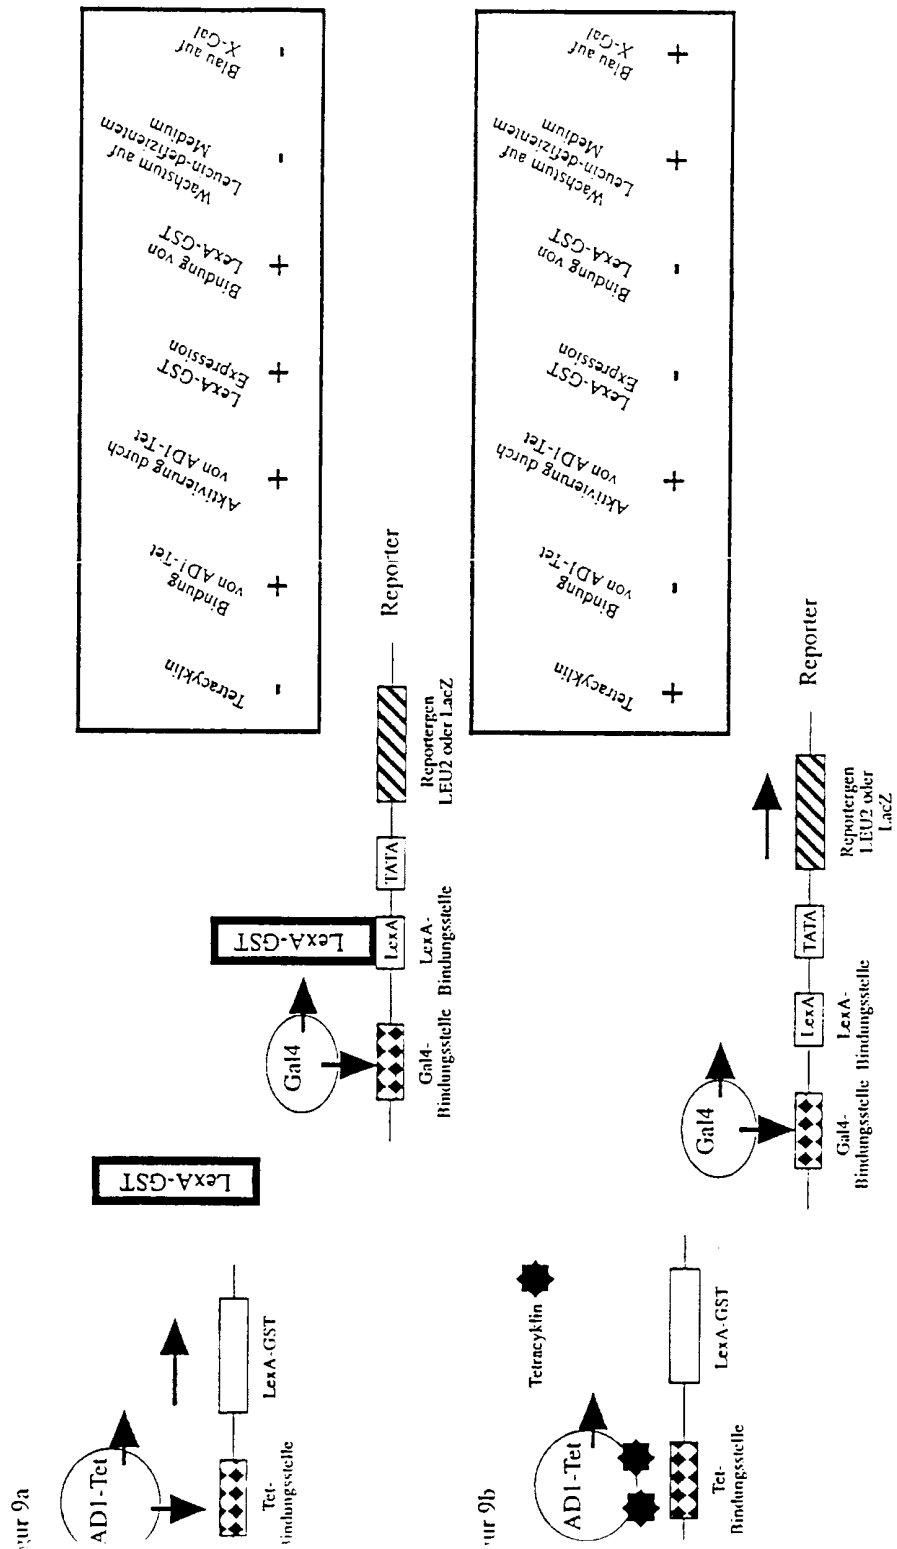 gur 9a
AD1-Tet
Tet-
Bindungsstelle
LexA-GST
LexA-GST
Gal4
LexA-GST
Gal4-
Bindungsstelle
LexA
LexA-
Bindungsstelle
TATA
Reportergen
LEU2 oder LacZ
Reporter
Tetracyklin
-
Bindung
von AD1-Tet
+
Aktivierung durch
von AD1-Tet
+
LexA-GST
Expression
+
Bindung von
LexA-GST
+
Wachstum auf
Leucin-defizientem
Medium
-
Blau auf
X-Gal
-
ur 9b
AD1-Tet
Tetracyklin
Tet-
Bindungsstelle
LexA-GST
Gal4
Gal4-
Bindungsstelle
LexA
LexA-
Bindungsstelle
TATA
Reportergen
LEU2 oder
LacZ
Reporter
Tetracyklin
+
Bindung
von AD1-Tet
-
Aktivierung durch
von AD1-Tet
+
LexA-GST
Expression
-
Bindung von
LexA-GST
-
Wachstum auf
Leucin-defizientem
Medium
+
Blau auf
X-Gal
+